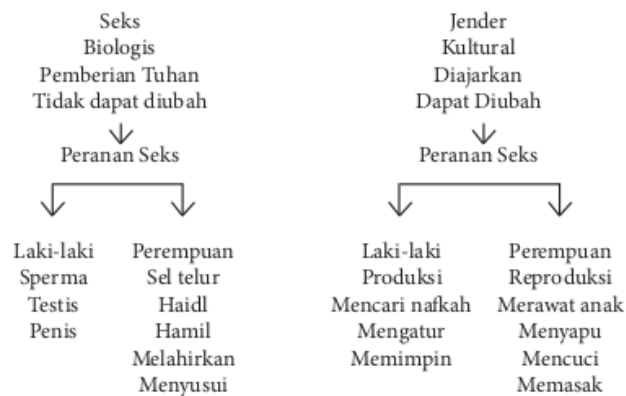 Seks
Biologis
Pemberian Tuhan
Tidak dapat diubah
Peranan Seks
Laki-laki
Sperma
Testis
Penis
Perempuan
Sel telur
Haidl
Hamil
Melahirkan
Menyusui
Jender
Kultural
Diajarkan
Dapat Diubah
Peranan Seks
Laki-laki
Produksi
Mencari nafkah
Mengatur
Memimpin
Perempuan
Reproduksi
Merawat anak
Menyapu
Mencuci
Memasak